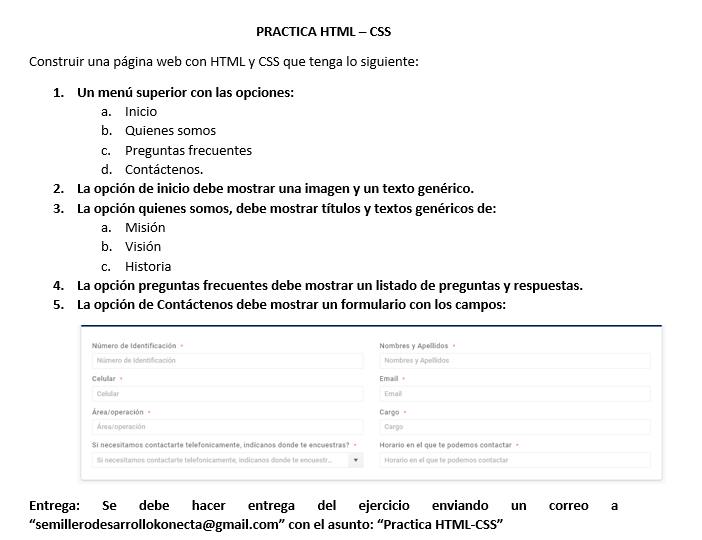 PRACTICA HTML – CSS
Construir una página web con HTML y CSS que tenga lo siguiente:
1. Un menú superior con las opciones:
a. Inicio
b. Quienes somos
c. Preguntas frecuentes
d. Contáctenos.
2. La opción de inicio debe mostrar una imagen y un texto genérico.
3. La opción quienes somos, debe mostrar títulos y textos genéricos de:
a. Misión
b. Visión
c. Historia
4. La opción preguntas frecuentes debe mostrar un listado de preguntas y respuestas.
5. La opción de Contáctenos debe mostrar un formulario con los campos:
Número de Identificación * Nombres y Apellidos *
Número de Identificación Nombres y Apellidos
Celular * Email *
Celular Email
Área/operación * Cargo *
Área/operación Cargo
Si necesitamos contactarte telefonicamente, indícanos donde te encuestras? * Horario en el que te podemos contactar *
Si necesitamos contactarte telefonicamente, indícanos donde te encuestr... Horario en el que te podemos contactar
Entrega: Se debe hacer entrega del ejercicio enviando un correo a
“semillerodesarrollokonecta@gmail.com” con el asunto: “Practica HTML-CSS”